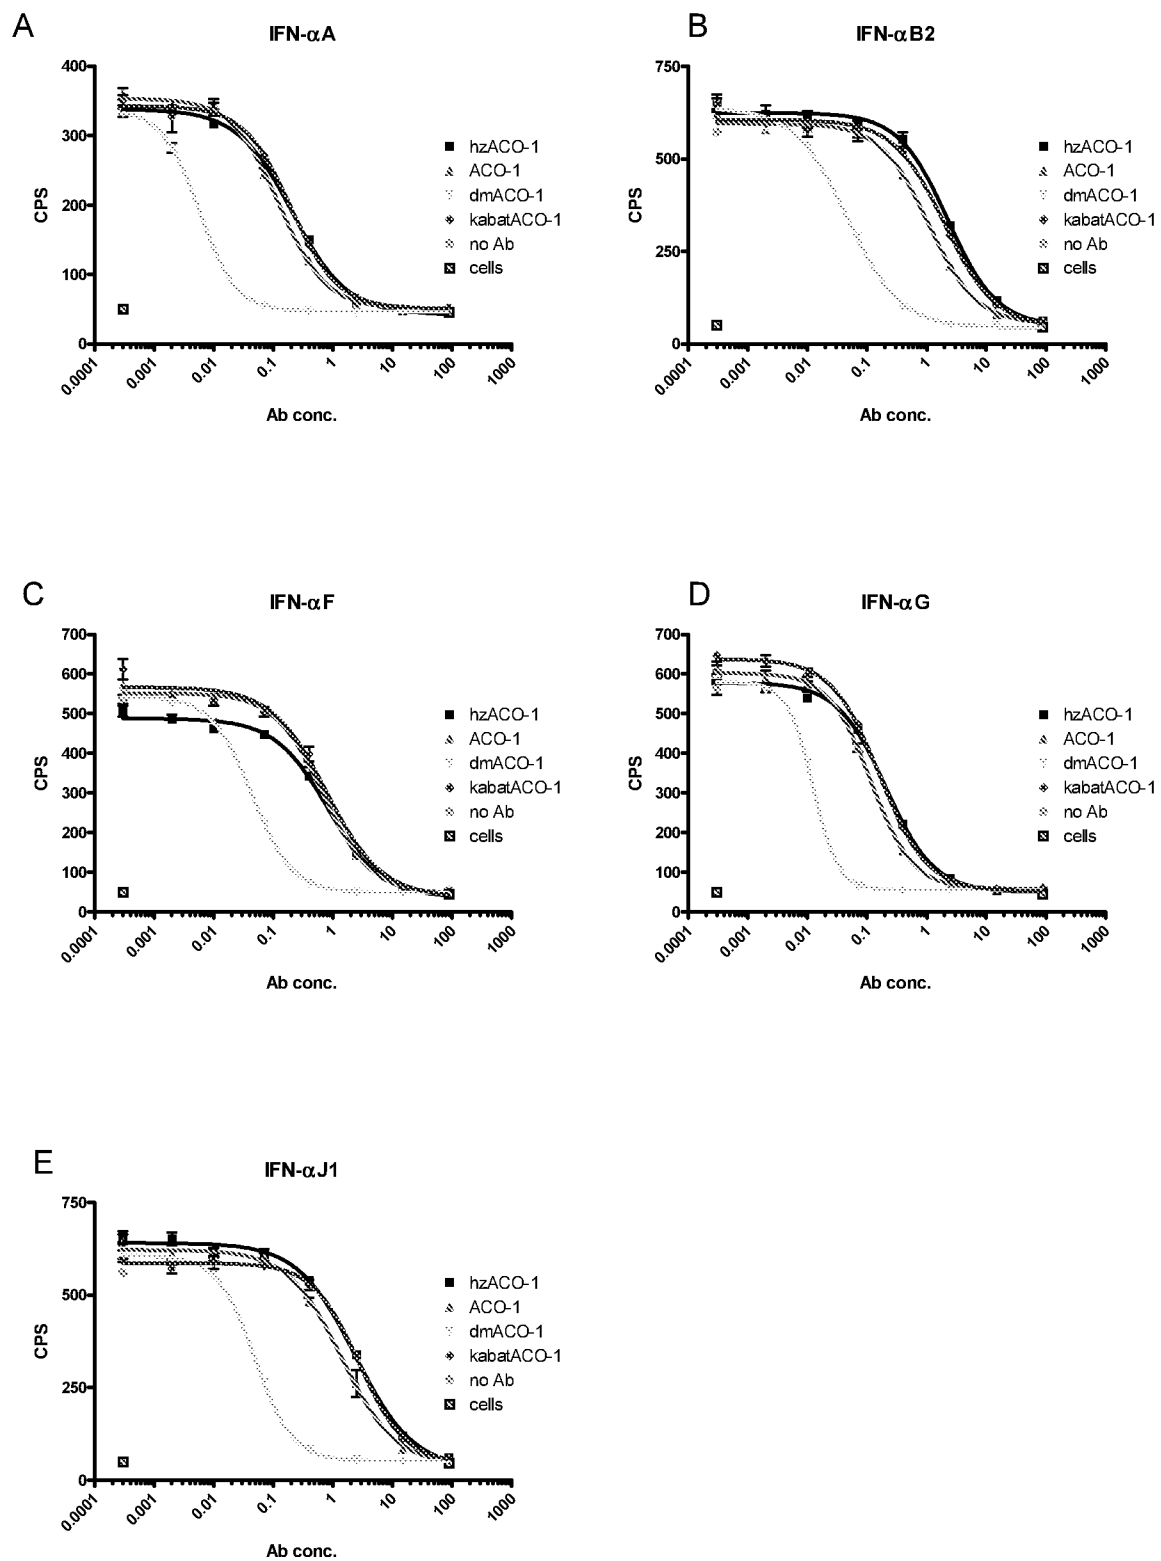 A
IFN-αA
400
300
200
100
0
CPS
0.0001
0.001
0.01
0.1
1
10
100
1000
Ab conc.
hzACO-1
ACO-1
dmACO-1
kabatACO-1
no Ab
cells
B
IFN-αB2
750
500
250
0
CPS
0.0001
0.001
0.01
0.1
1
10
100
1000
Ab conc.
hzACO-1
ACO-1
dmACO-1
kabatACO-1
no Ab
cells
C
IFN-αF
700
600
500
400
300
200
100
0
CPS
0.0001
0.001
0.01
0.1
1
10
100
1000
Ab conc.
hzACO-1
ACO-1
dmACO-1
kabatACO-1
no Ab
cells
D
IFN-αG
700
600
500
400
300
200
100
0
CPS
0.0001
0.001
0.01
0.1
1
10
100
1000
Ab conc.
hzACO-1
ACO-1
dmACO-1
kabatACO-1
no Ab
cells
E
IFN-αJ1
750
500
250
0
CPS
0.0001
0.001
0.01
0.1
1
10
100
1000
Ab conc.
hzACO-1
ACO-1
dmACO-1
kabatACO-1
no Ab
cells